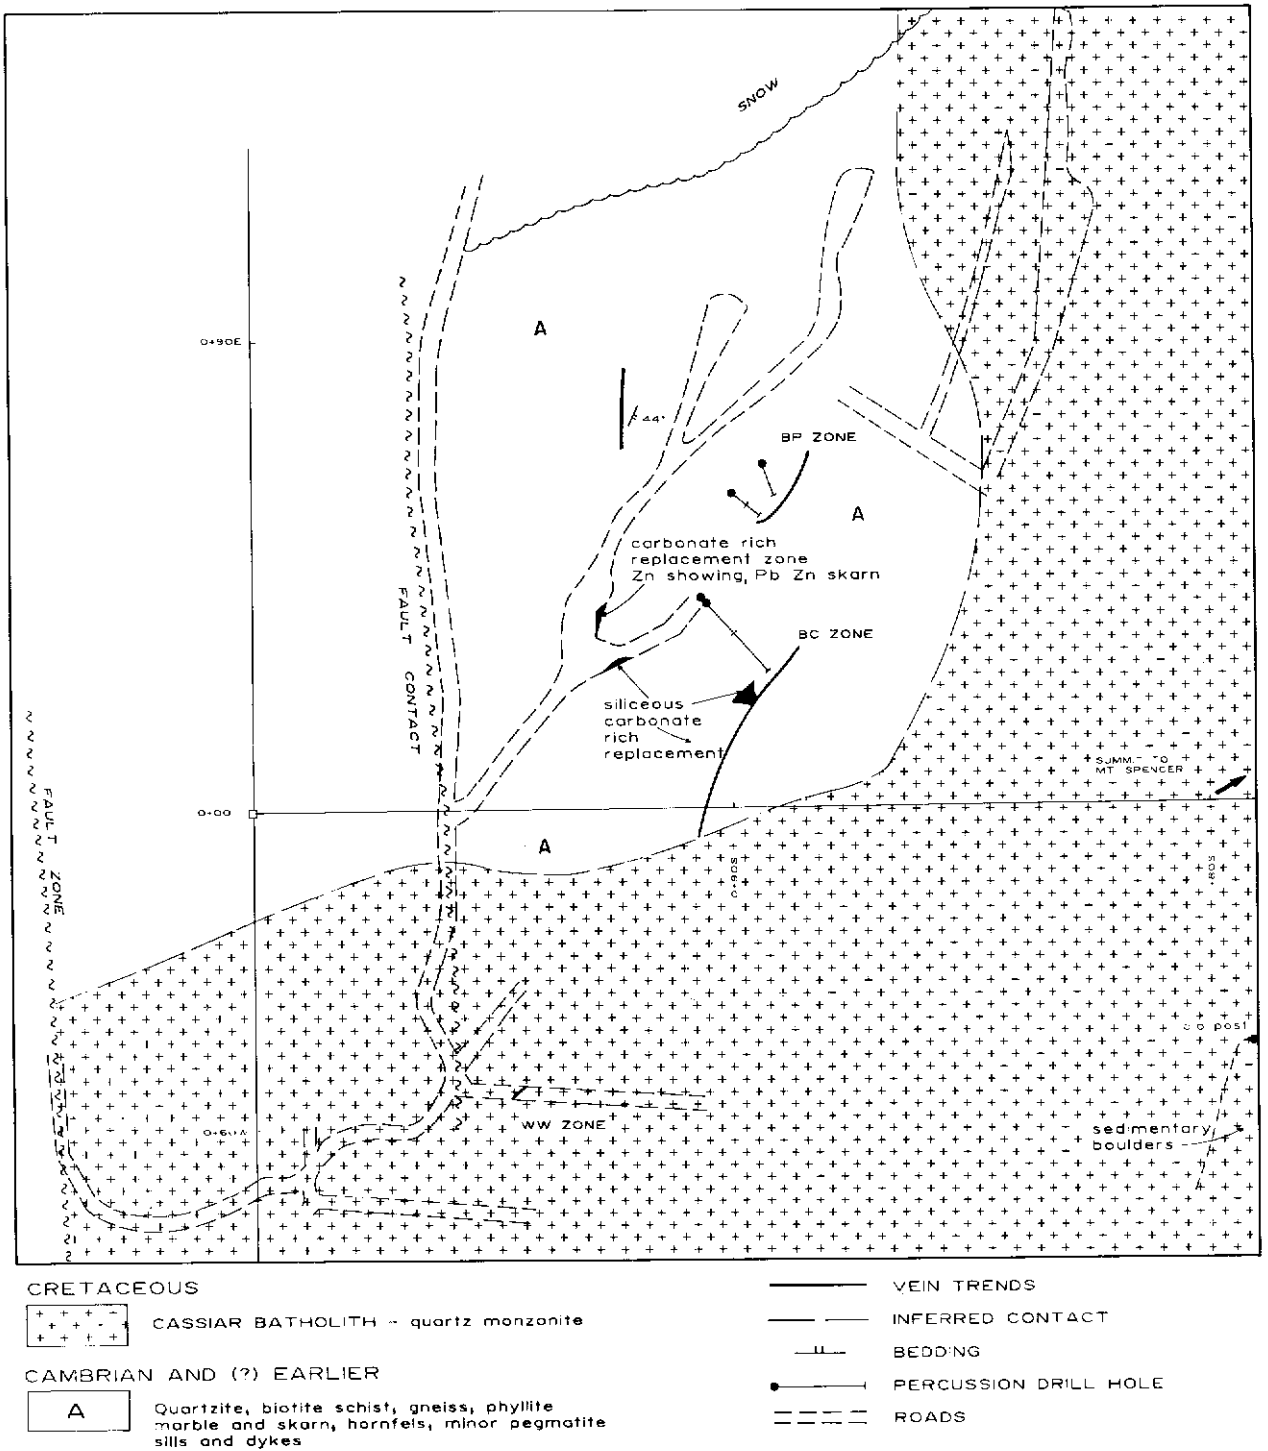 SNOW
0+90E
A
44°
BP ZONE
A
carbonate rich
replacement zone
Zn showing, Pb Zn skarn
FAULT CONTACT
BC ZONE
siliceous
carbonate
rich
replacement
TO
MT SPENCER
FAULT ZONE
0+00
A
0+90S
post
WW ZONE
sedimentary
boulders
CRETACEOUS
CASSIAR BATHOLITH - quartz monzonite
CAMBRIAN AND (?) EARLIER
A
Quartzite, biotite schist, gneiss, phyllite
marble and skarn, hornfels, minor pegmatite
sills and dykes
VEIN TRENDS
INFERRED CONTACT
BEDDING
PERCUSSION DRILL HOLE
ROADS